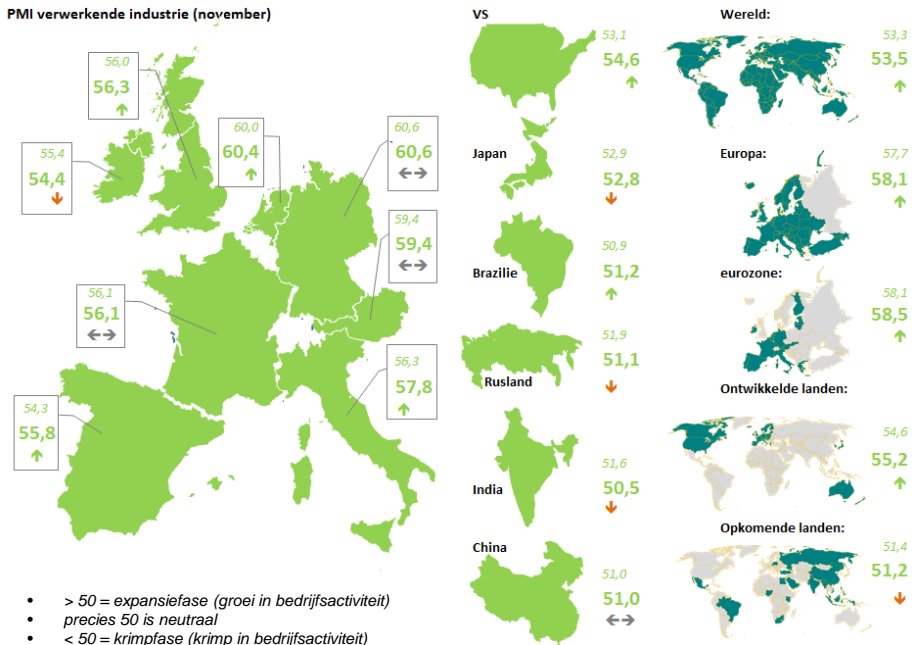 PMI verwerkende industrie (november)
56,0
56,3
55,4
54,4
60,0
60,4
60,6
60,6
59,4
59,4
56,1
56,1
56,3
57,8
54,3
55,8
• > 50 = expansiefase (groei in bedrijfsactiviteit)
• precies 50 is neutraal
• < 50 = krimpfase (krimp in bedrijfsactiviteit)
VS
53,1
54,6
Japan
52,9
52,8
Brazilie
50,9
51,2
Rusland
51,9
51,1
India
51,6
50,5
China
51,0
51,0
Wereld:
53,3
53,5
Europa:
57,7
58,1
eurozone:
58,1
58,5
Ontwikkelde landen:
54,6
55,2
Opkomende landen:
51,4
51,2